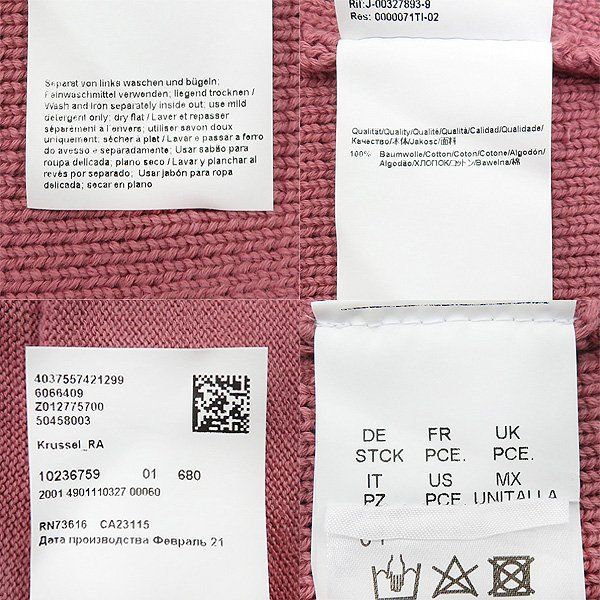 Separat von links waschen und bügeln;
Feinwaschmittel verwenden; liegend trocknen /
Wash and iron separately inside out; use mild
detergent only; dry flat / Laver et repasser
séparément à l'envers; utiliser savon doux
uniquement; sécher à plat / Lavar e passar a ferro
do avesso e separadamente; Usar sabão para
roupa delicada; plano seco / Lavar y planchar al
revés por separado; Usar jabón para ropa
delicada; secar en plano
Rif:J-00327893-9
Res: 0000071TI-02
Qualität/Quality/Qualité/Qualità/Calidad/Qualidade/
Качество/本体/Jakosc/面料
100% Baumwolle/Cotton/Coton/Cotone/Algodón/
Algodão/ХЛОПОК/コットン/Bawelna/棉
4037557421299
6066409
Z012775700
50458003
Krussel_RA
10236759 01 680
2001 4901110327 00060
RN73616 CA23115
Дата производства Февраль 21
DE FR UK
STCK PCE. PCE.
IT US MX
PZ PCE. UNITALLA